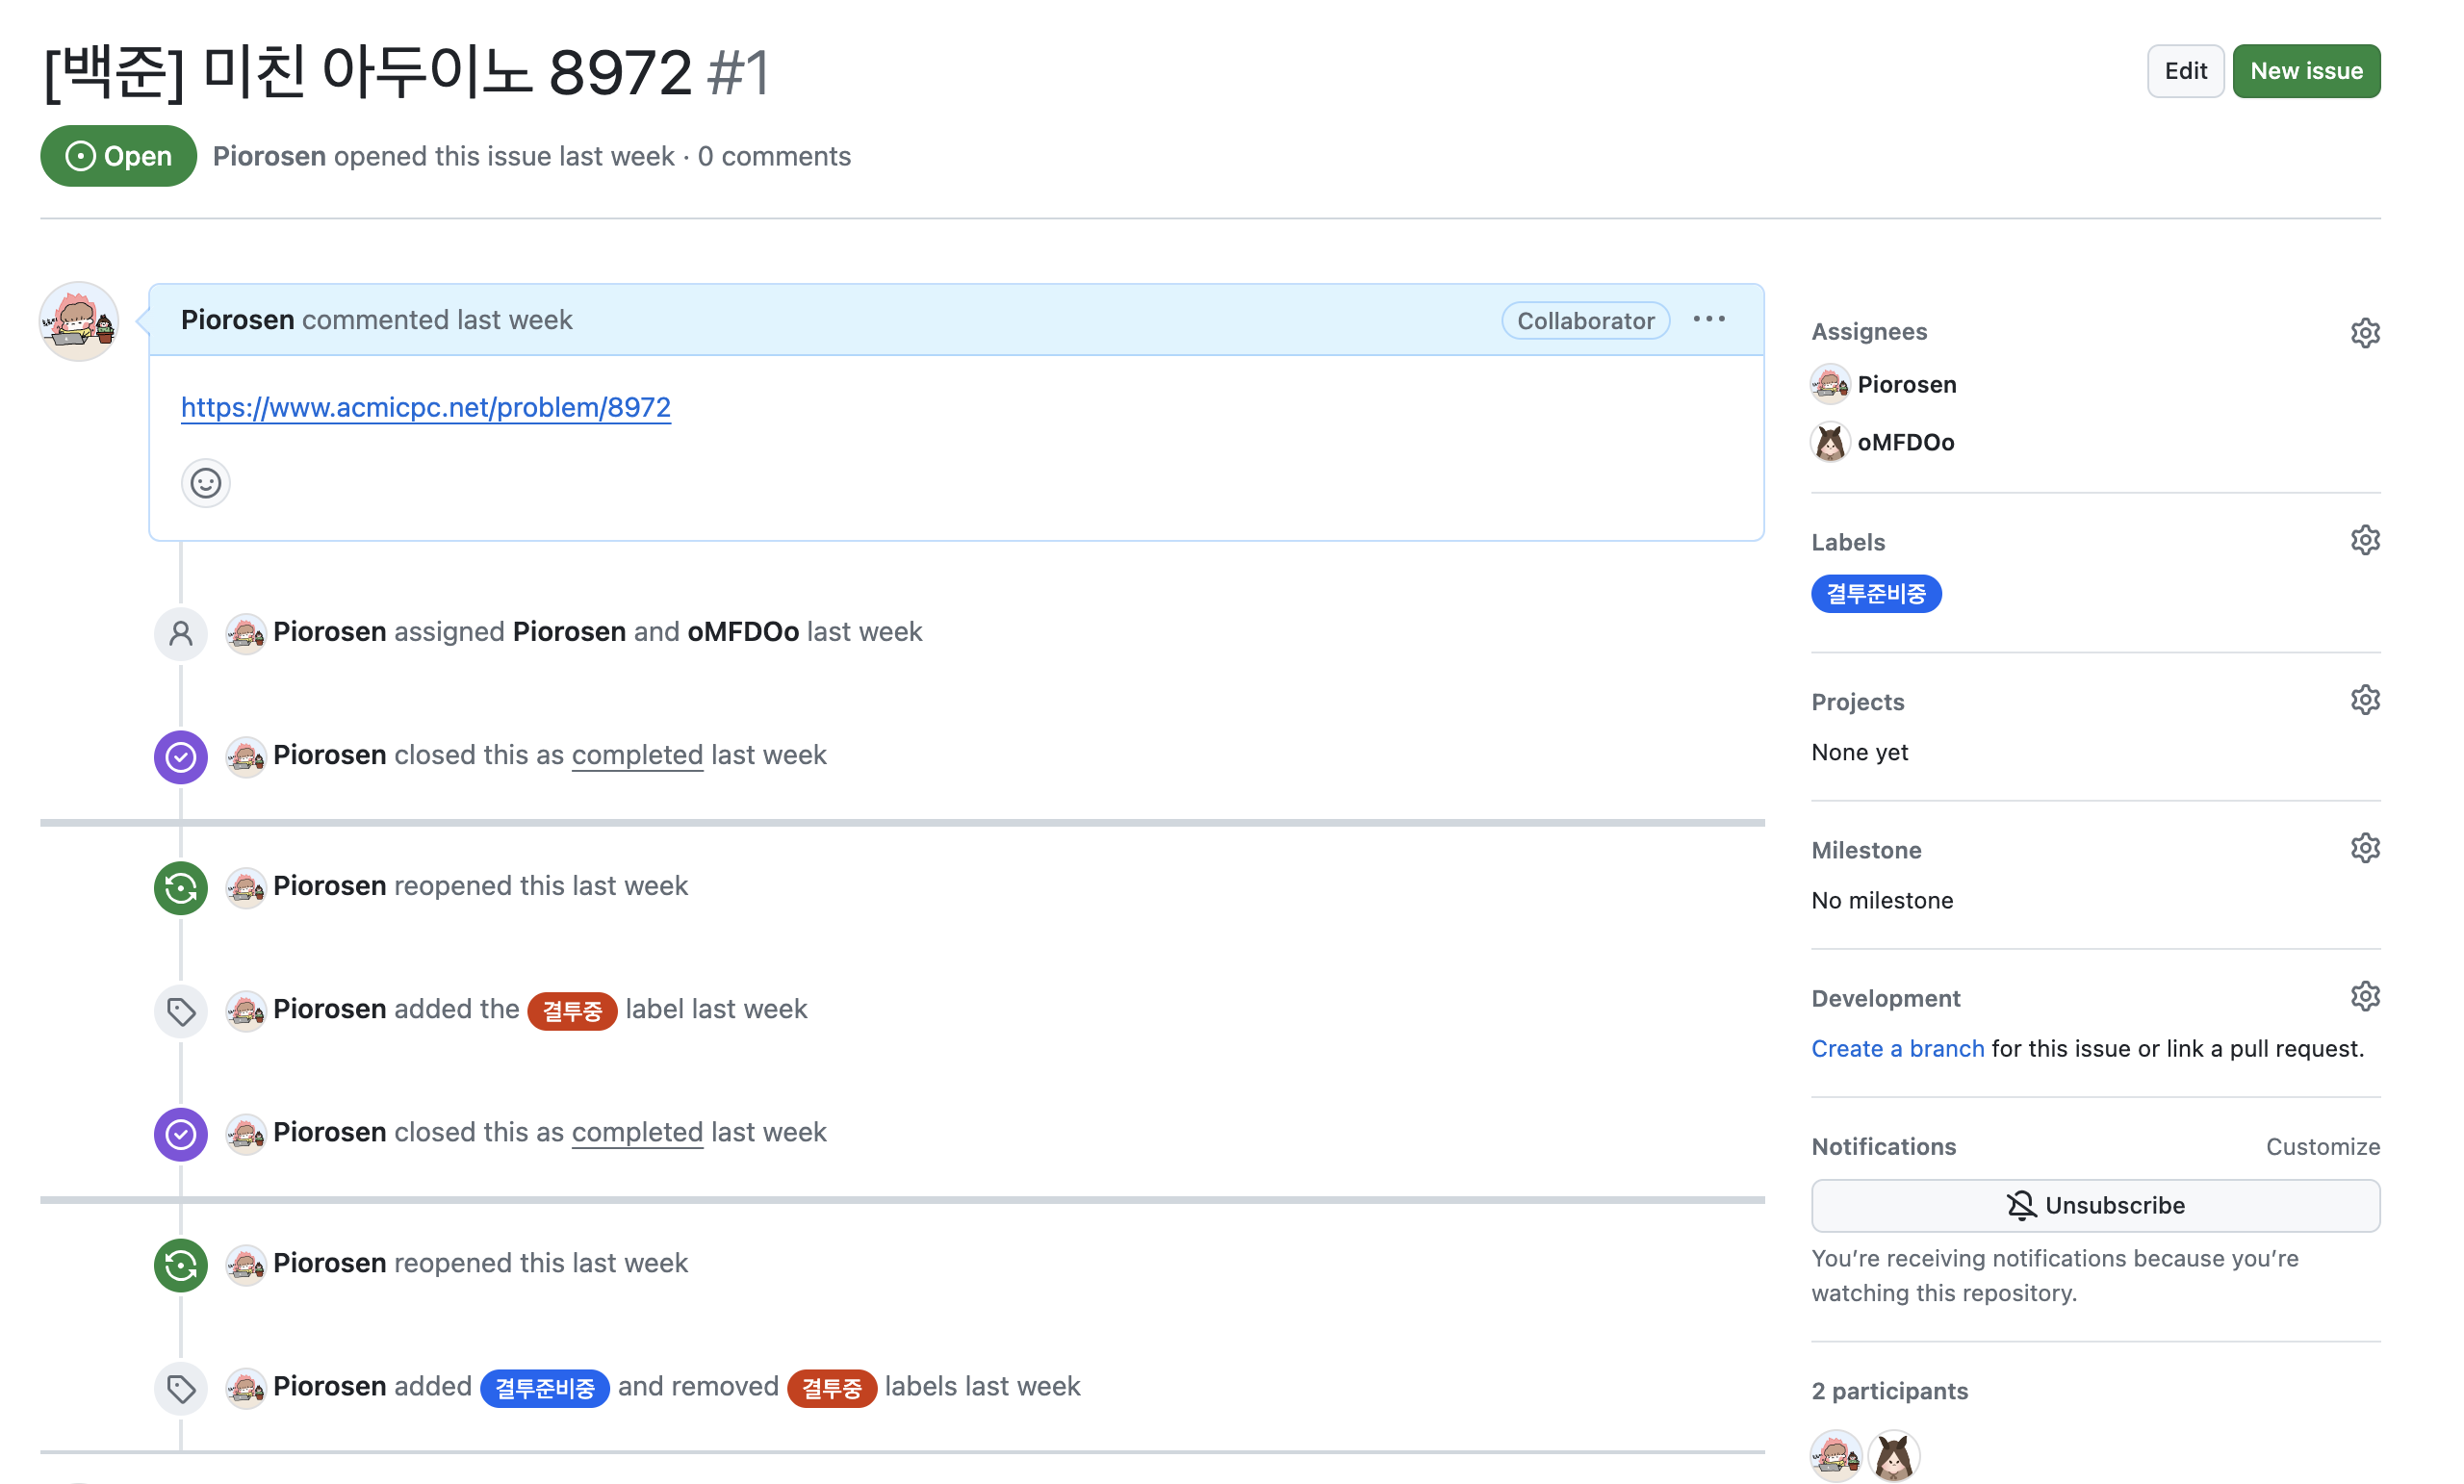 [백준] 미친 아두이노 8972 #1
Edit
New issue
Open
Piorosen opened this issue last week · 0 comments
Piorosen commented last week
Collaborator
https://www.acmicpc.net/problem/8972
Piorosen assigned Piorosen and oMFDOo last week
Piorosen closed this as completed last week
Piorosen reopened this last week
Piorosen added the 결투중 label last week
Piorosen closed this as completed last week
Piorosen reopened this last week
Piorosen added 결투준비중 and removed 결투중 labels last week
Assignees
Piorosen
oMFDOo
Labels
결투준비중
Projects
None yet
Milestone
No milestone
Development
Create a branch for this issue or link a pull request.
Notifications
Customize
Unsubscribe
You’re receiving notifications because you’re
watching this repository.
2 participants